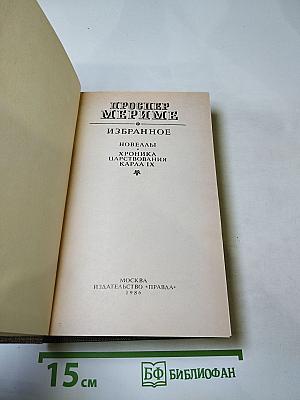 ПРОСПЕР
МЕРИМЕ
ИЗБРАННОЕ
НОВЕЛЛЫ
ХРОНИКА
ЦАРСТВОВАНИЯ
КАРЛА IX
МОСКВА
ИЗДАТЕЛЬСТВО «ПРАВДА»
1986
15 см
БФ БИБЛИОФАН